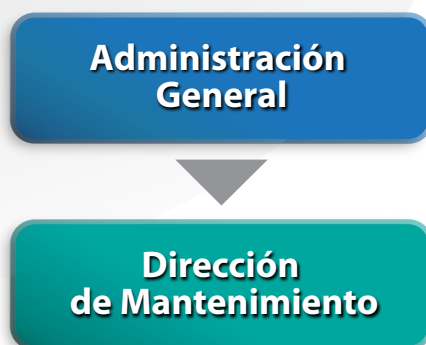 Administración
General
Dirección
de Mantenimiento